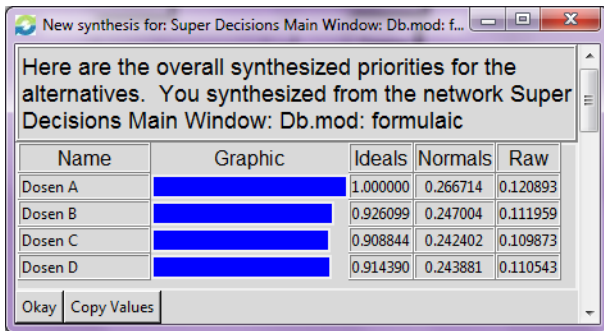 New synthesis for: Super Decisions Main Window: Db.mod: f...
Here are the overall synthesized priorities for the
alternatives. You synthesized from the network Super
Decisions Main Window: Db.mod: formulaic
Name Graphic Ideals Normals Raw
Dosen A 1.000000 0.266714 0.120893
Dosen B 0.926099 0.247004 0.111959
Dosen C 0.908844 0.242402 0.109873
Dosen D 0.914390 0.243881 0.110543
Okay Copy Values